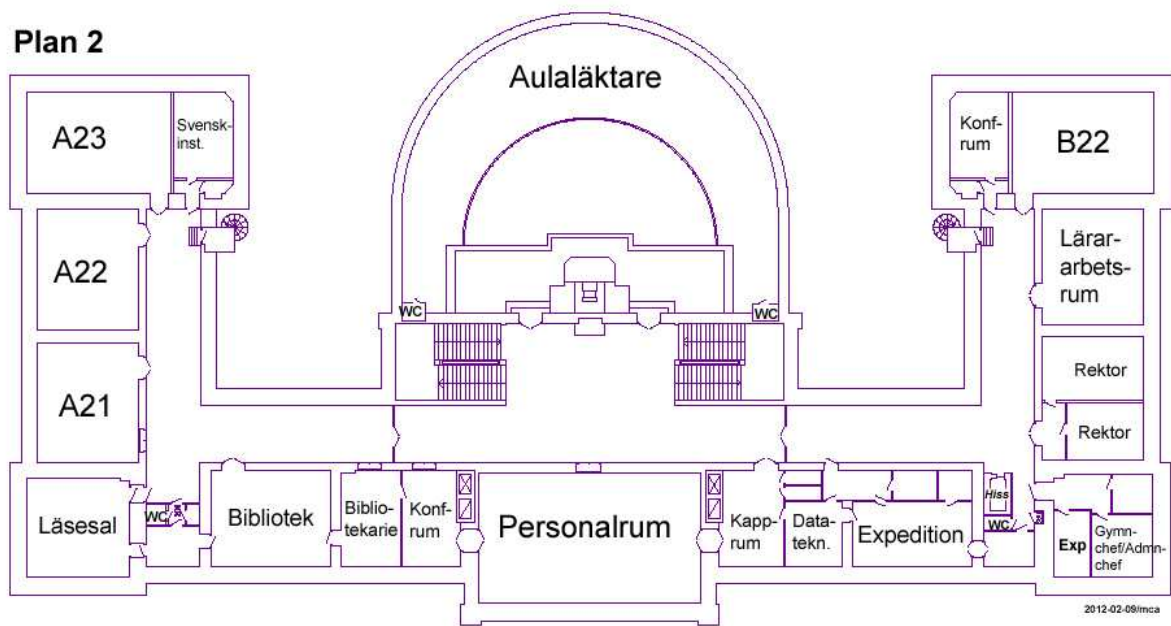 Plan 2
Aulaläktare
A23
Svensk-
inst.
Konf-
rum
B22
A22
Lärar-
arbets-
rum
WC
WC
A21
Rektor
Rektor
Läsesal
WC
Bibliotek
Biblio-
tekarie
Konf-
rum
Personalrum
Kapp-
rum
Data-
tekn.
Expedition
Hiss
WC
Exp
Gymn-
chef/Admn-
chef
2012-02-09/mca